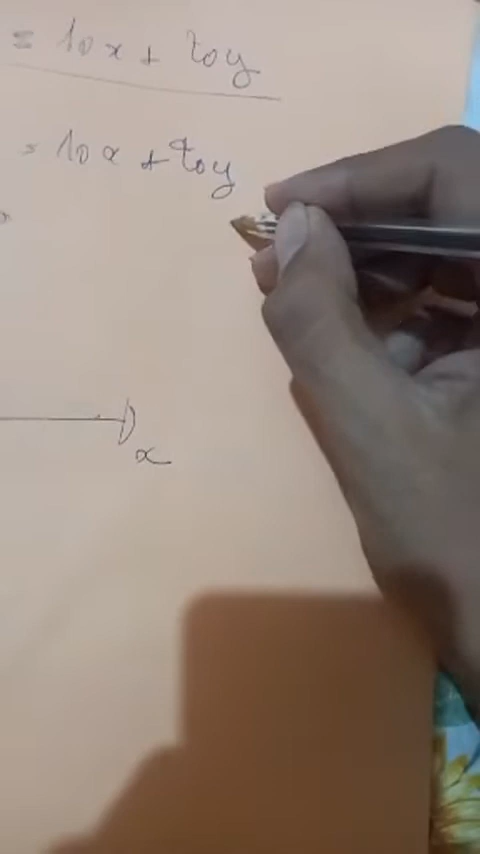 = 10x + 20y
= 10x + 20y
x